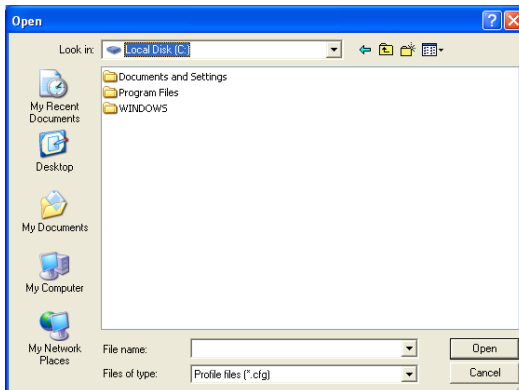 Open
Look in:
Local Disk (C:)
Documents and Settings
Program Files
WINDOWS
My Recent
Documents
Desktop
My Documents
My Computer
My Network
Places
File name:
Open
Files of type:
Profile files (*.cfg)
Cancel